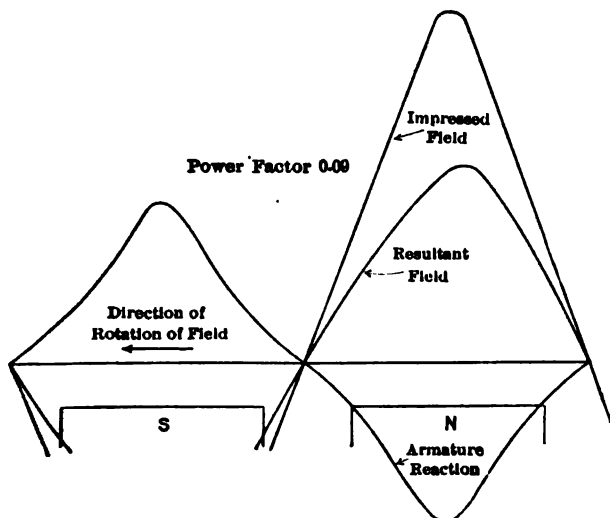 Impressed
Field
Power Factor 0·09
Resultant
Field
Direction of
Rotation of Field
S
N
Armature
Reaction